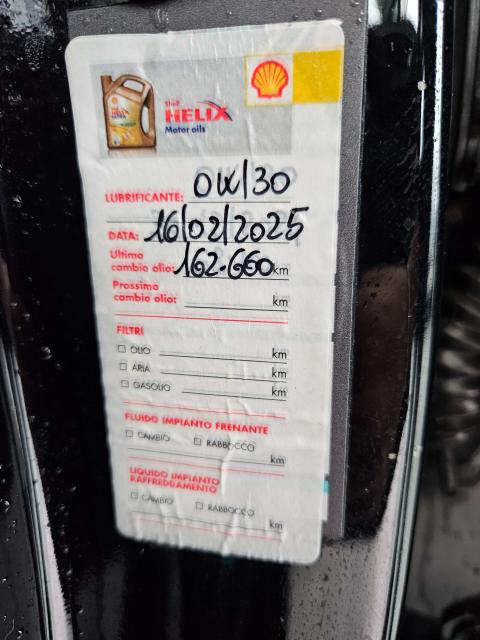 Shell
HELIX
Motor oils
LUBRIFICANTE: 0W/30
DATA: 16/02/2025
Ultimo
cambio olio: 162.660 km
Prossimo
cambio olio: km
FILTRI
OLIO km
ARIA km
GASOLIO km
FLUIDO IMPIANTO FRENANTE
CAMBIO RABBOCCO
km
LIQUIDO IMPIANTO
RAFFREDDAMENTO
CAMBIO RABBOCCO
km